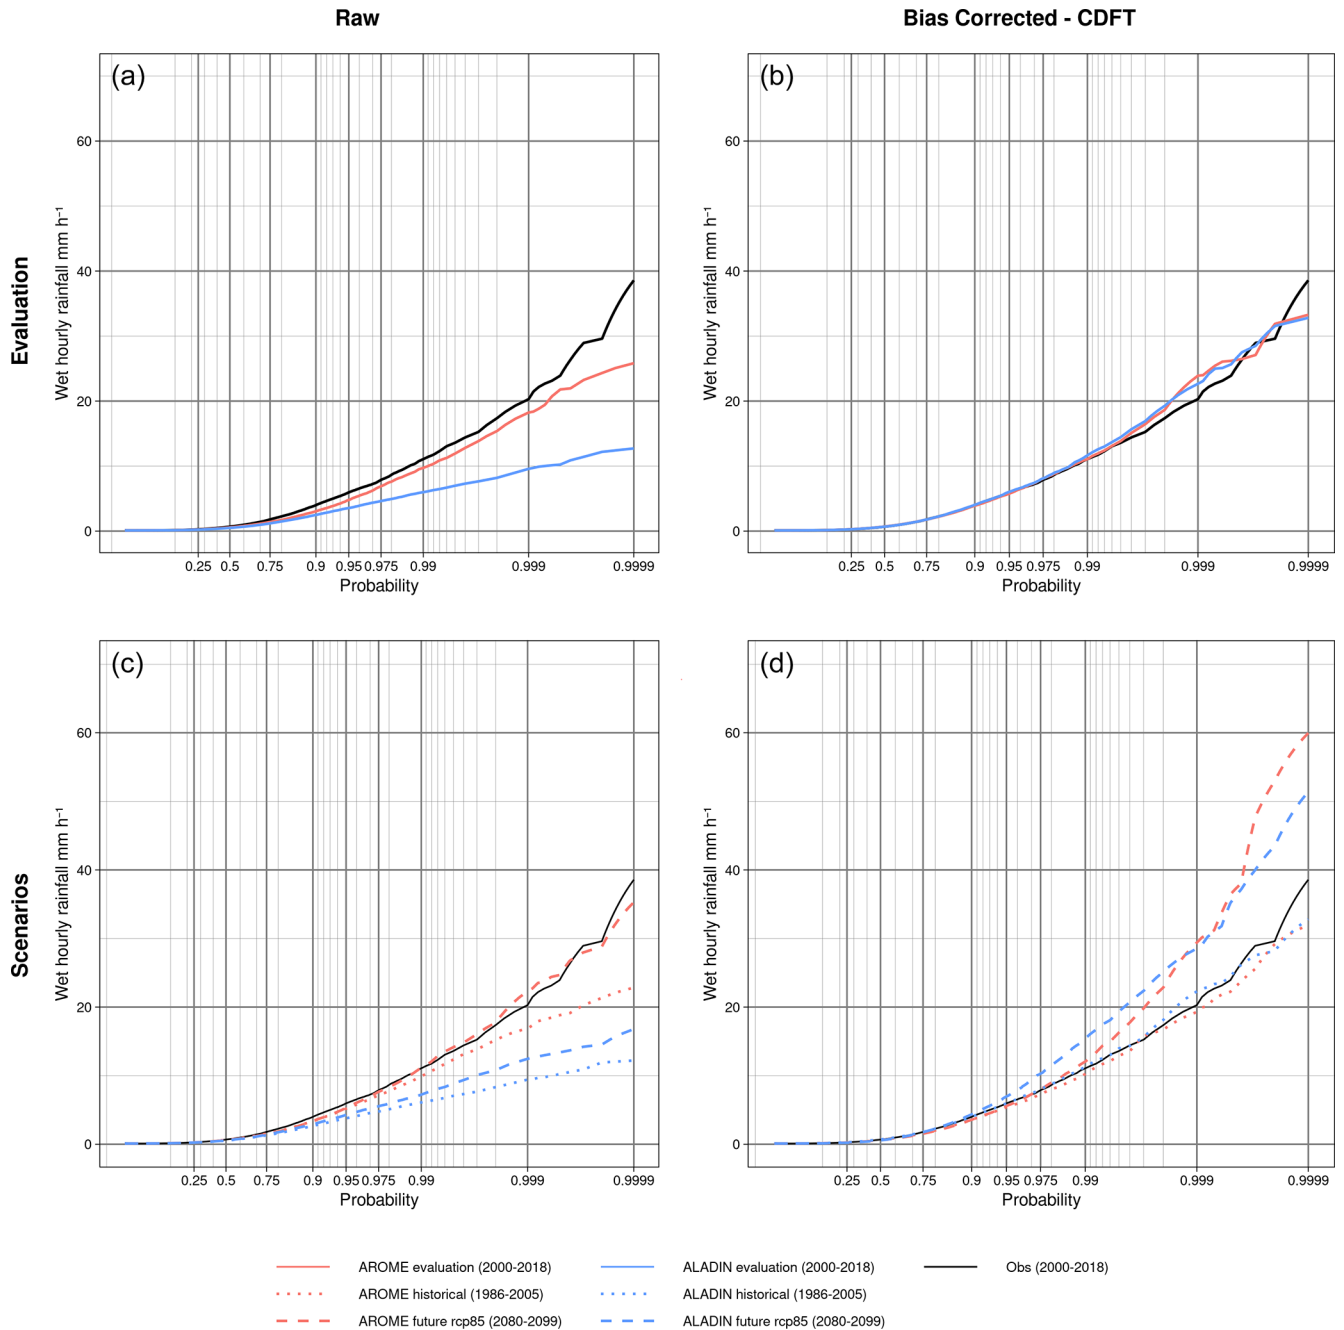 Raw
Bias Corrected - CDFT
Evaluation
(a)
Wet hourly rainfall mm h⁻¹
60
40
20
0
0.25 0.5 0.75 0.9 0.95 0.975 0.99 0.999 0.9999
Probability
(b)
Wet hourly rainfall mm h⁻¹
60
40
20
0
0.25 0.5 0.75 0.9 0.95 0.975 0.99 0.999 0.9999
Probability
Scenarios
(c)
Wet hourly rainfall mm h⁻¹
60
40
20
0
0.25 0.5 0.75 0.9 0.95 0.975 0.99 0.999 0.9999
Probability
(d)
Wet hourly rainfall mm h⁻¹
60
40
20
0
0.25 0.5 0.75 0.9 0.95 0.975 0.99 0.999 0.9999
Probability
AROME evaluation (2000-2018)
ALADIN evaluation (2000-2018)
Obs (2000-2018)
AROME historical (1986-2005)
ALADIN historical (1986-2005)
AROME future rcp85 (2080-2099)
ALADIN future rcp85 (2080-2099)